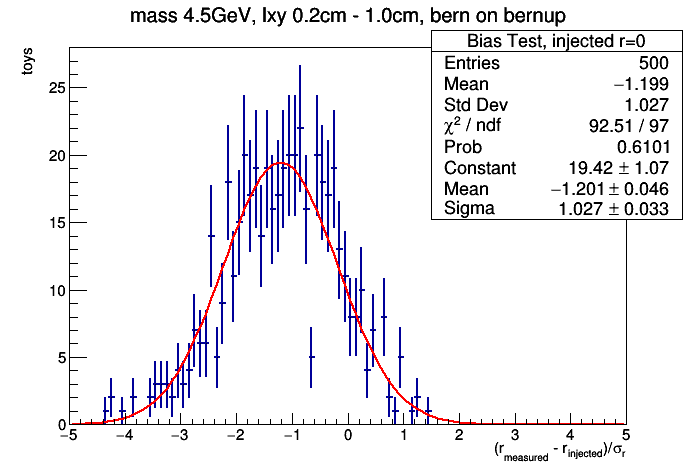 mass 4.5GeV, lxy 0.2cm - 1.0cm, bern on bernup
Bias Test, injected r=0
Entries 500
Mean −1.199
Std Dev 1.027
χ² / ndf 92.51 / 97
Prob 0.6101
Constant 19.42 ± 1.07
Mean −1.201 ± 0.046
Sigma 1.027 ± 0.033
toys
25
20
15
10
5
0
−5 −4 −3 −2 −1 0 1 2 3 4 5
(r_measured - r_injected)/σ_r